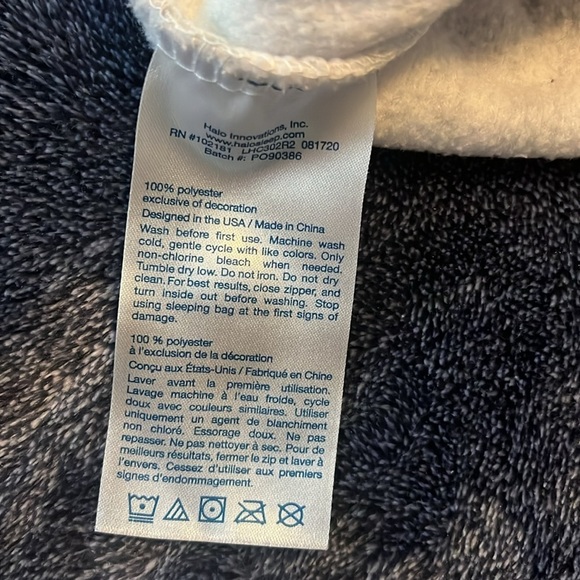 Halo Innovations, Inc.
www.halosleep.com
RN #102181 LHC302R2 081720
Batch #: PO90386
100% polyester
exclusive of decoration
Designed in the USA / Made in China
Wash before first use. Machine wash
cold, gentle cycle with like colors. Only
non-chlorine bleach when needed.
Tumble dry low. Do not iron. Do not dry
clean. For best results, close zipper, and
turn inside out before washing. Stop
using sleeping bag at the first signs of
damage.
100 % polyester
à l'exclusion de la décoration
Conçu aux États-Unis / Fabriqué en Chine
Laver avant la première utilisation.
Lavage machine à l'eau froide, cycle
doux avec couleurs similaires. Utiliser
uniquement un agent de blanchiment
non chloré. Essorage doux. Ne pas
repasser. Ne pas nettoyer à sec. Pour de
meilleurs résultats, fermer le zip et laver à
l'envers. Cessez d'utiliser aux premiers
signes d'endommagement.